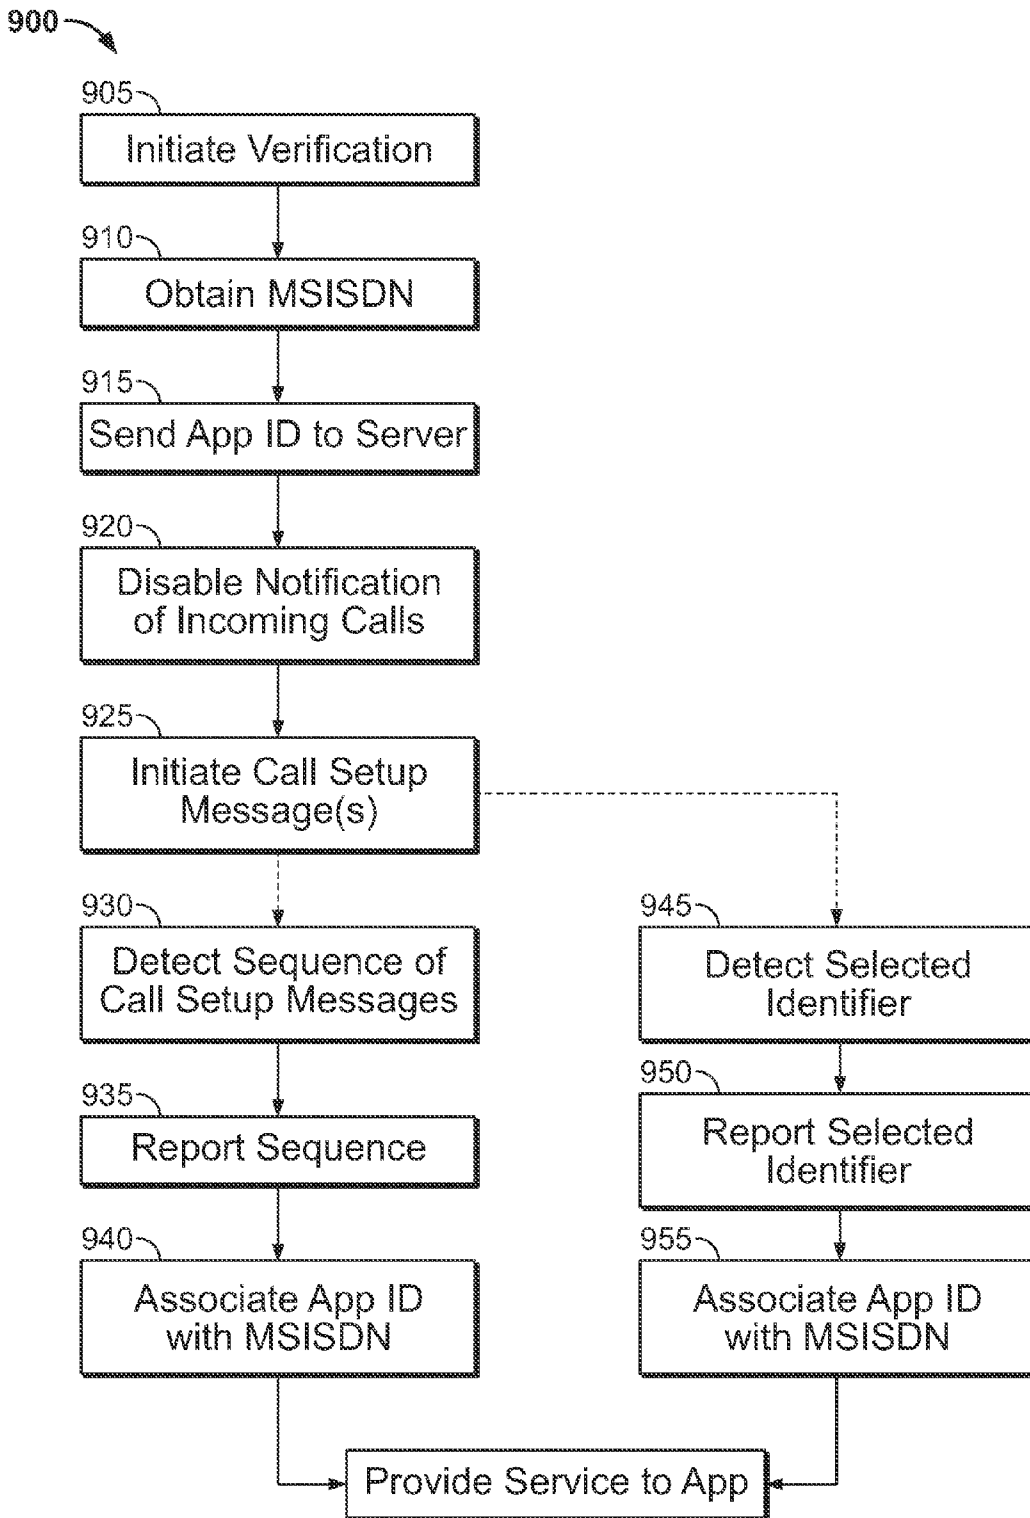 900
905
Initiate Verification
910
Obtain MSISDN
915
Send App ID to Server
920
Disable Notification
of Incoming Calls
925
Initiate Call Setup
Message(s)
930
Detect Sequence of
Call Setup Messages
935
Report Sequence
940
Associate App ID
with MSISDN
945
Detect Selected
Identifier
950
Report Selected
Identifier
955
Associate App ID
with MSISDN
Provide Service to App